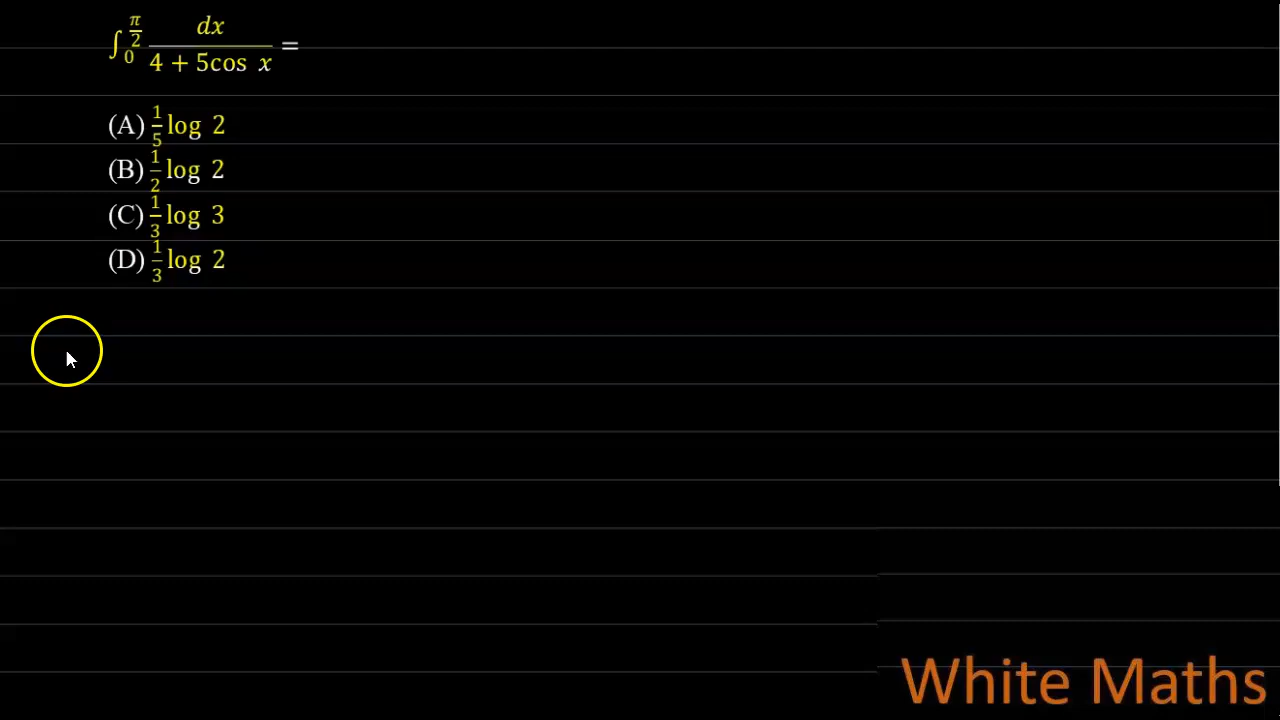 ∫₀^{π/2} dx/(4 + 5cos x) =
(A) 1/5 log 2
(B) 1/2 log 2
(C) 1/3 log 3
(D) 1/3 log 2
White Maths